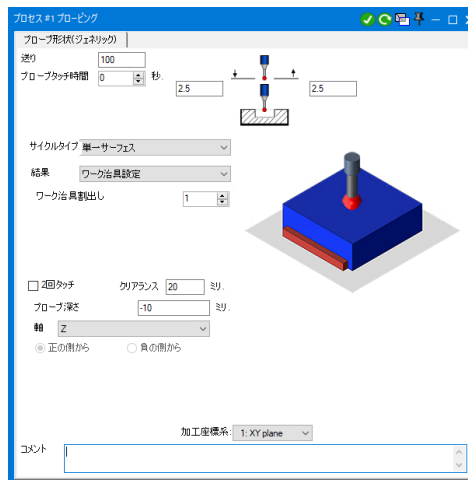 プロセス #1 プロービング
プローブ形状(ジェネリック)
送り 100
プローブタッチ時間 0 秒.
2.5 2.5
サイクルタイプ 単一サーフェス
結果 ワーク治具設定
ワーク治具割出し 1
2回タッチ クリアランス 20 ミリ.
プローブ深さ -10 ミリ.
軸 Z
正の側から 負の側から
加工座標系: 1: XY plane
コメント